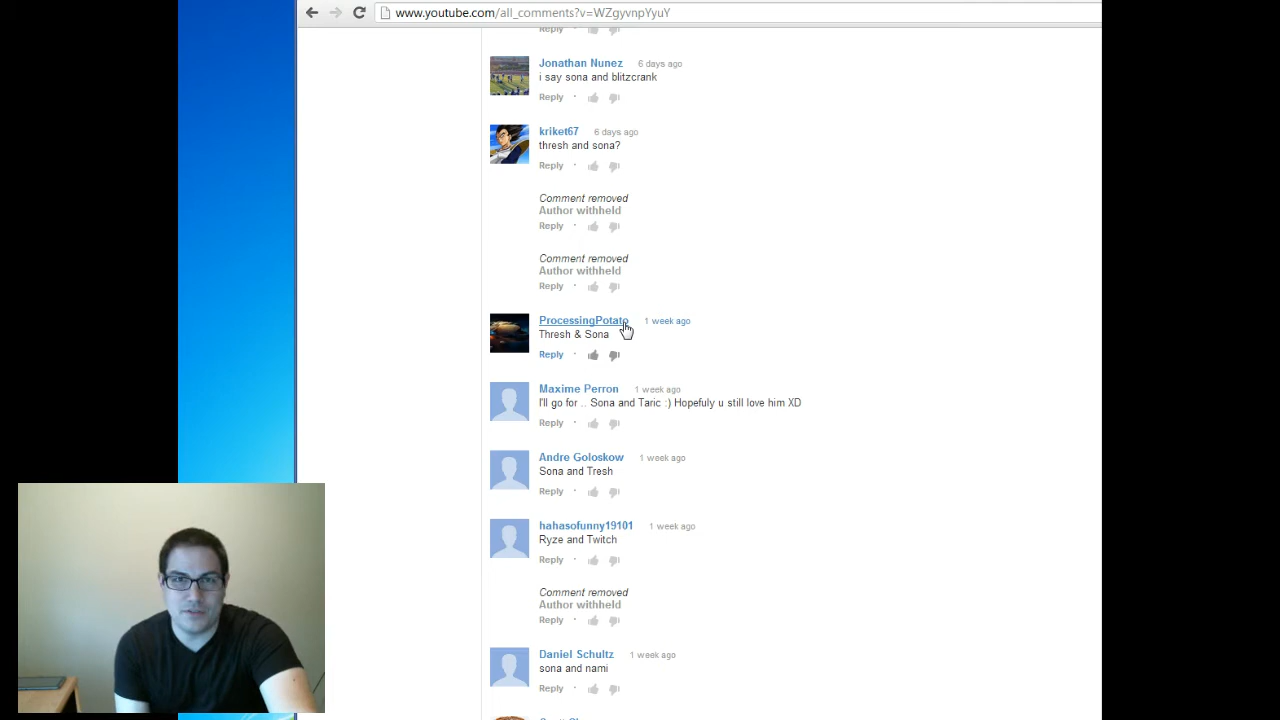 www.youtube.com/all_comments?v=WZgyvnpYyuY
Reply
Jonathan Nunez 6 days ago
i say sona and blitzcrank
Reply ·
kriket67 6 days ago
thresh and sona?
Reply ·
Comment removed
Author withheld
Reply ·
Comment removed
Author withheld
Reply ·
ProcessingPotato 1 week ago
Thresh & Sona
Reply ·
Maxime Perron 1 week ago
I'll go for .. Sona and Taric :) Hopefuly u still love him XD
Reply ·
Andre Goloskow 1 week ago
Sona and Tresh
Reply ·
hahasofunny19101 1 week ago
Ryze and Twitch
Reply ·
Comment removed
Author withheld
Reply ·
Daniel Schultz 1 week ago
sona and nami
Reply ·